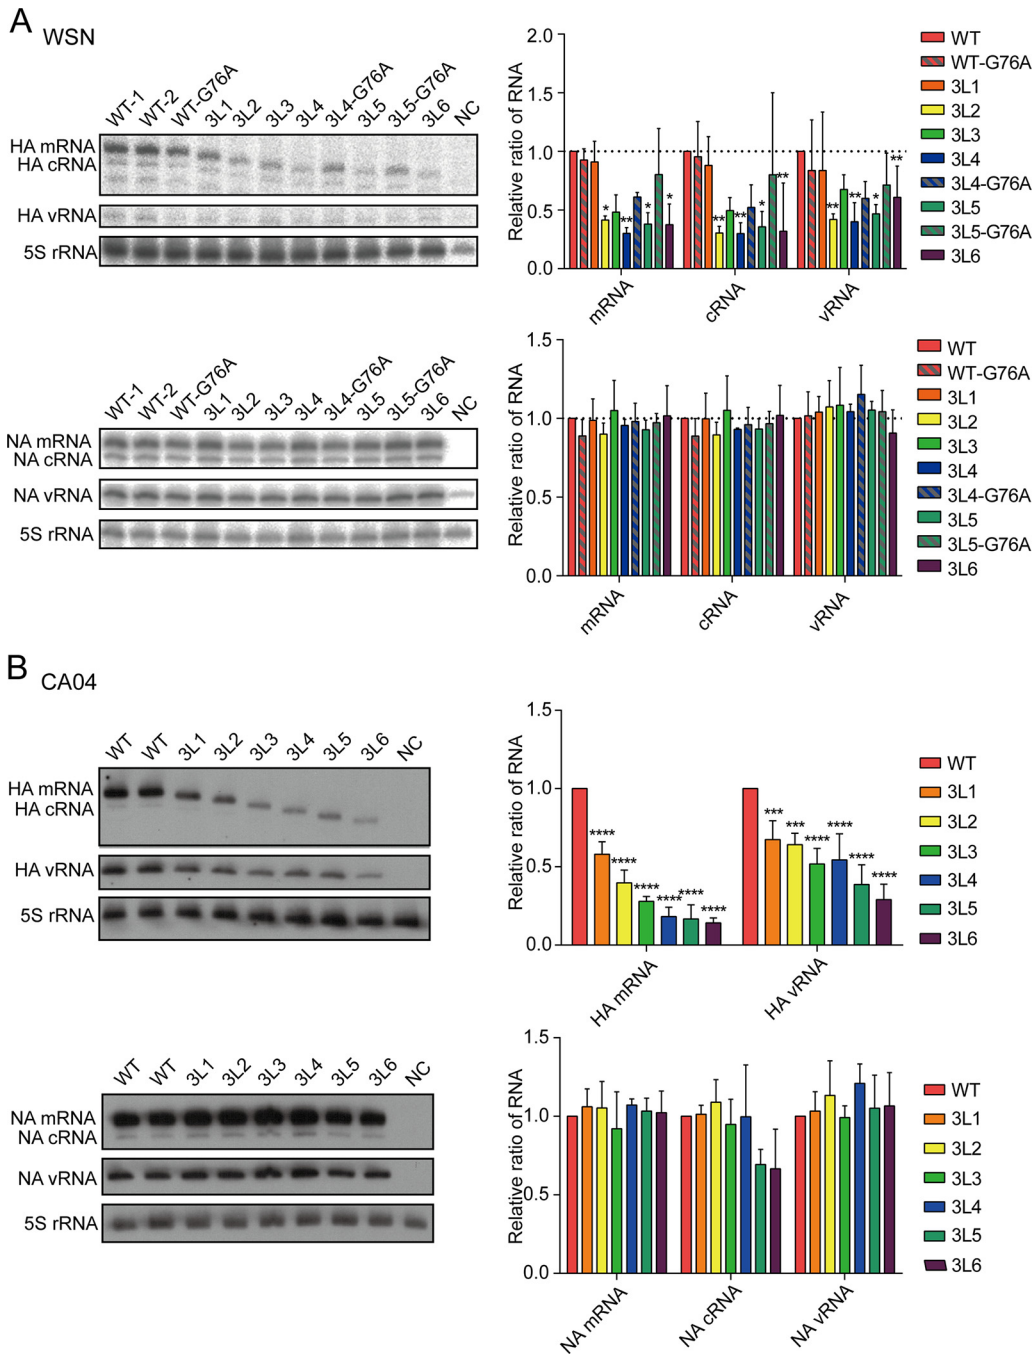 A
WSN
WT-1 WT-2 WT-G76A 3L1 3L2 3L3 3L4 3L4-G76A 3L5 3L5-G76A 3L6 NC
HA mRNA
HA cRNA
HA vRNA
5S rRNA
Relative ratio of RNA
2.0
1.5
1.0
0.5
0.0
* ** * * ** ** * ** ** ** * **
mRNA cRNA vRNA
WT
WT-G76A
3L1
3L2
3L3
3L4
3L4-G76A
3L5
3L5-G76A
3L6
WT-1 WT-2 WT-G76A 3L1 3L2 3L3 3L4 3L4-G76A 3L5 3L5-G76A 3L6 NC
NA mRNA
NA cRNA
NA vRNA
5S rRNA
Relative ratio of RNA
1.5
1.0
0.5
0.0
mRNA cRNA vRNA
WT
WT-G76A
3L1
3L2
3L3
3L4
3L4-G76A
3L5
3L5-G76A
3L6
B
CA04
WT WT 3L1 3L2 3L3 3L4 3L5 3L6 NC
HA mRNA
HA cRNA
HA vRNA
5S rRNA
Relative ratio of RNA
1.5
1.0
0.5
0.0
**** **** **** **** **** **** *** *** **** **** **** ****
HA mRNA HA vRNA
WT
3L1
3L2
3L3
3L4
3L5
3L6
WT WT 3L1 3L2 3L3 3L4 3L5 3L6 NC
NA mRNA
NA cRNA
NA vRNA
5S rRNA
Relative ratio of RNA
1.5
1.0
0.5
0.0
NA mRNA NA cRNA NA vRNA
WT
3L1
3L2
3L3
3L4
3L5
3L6